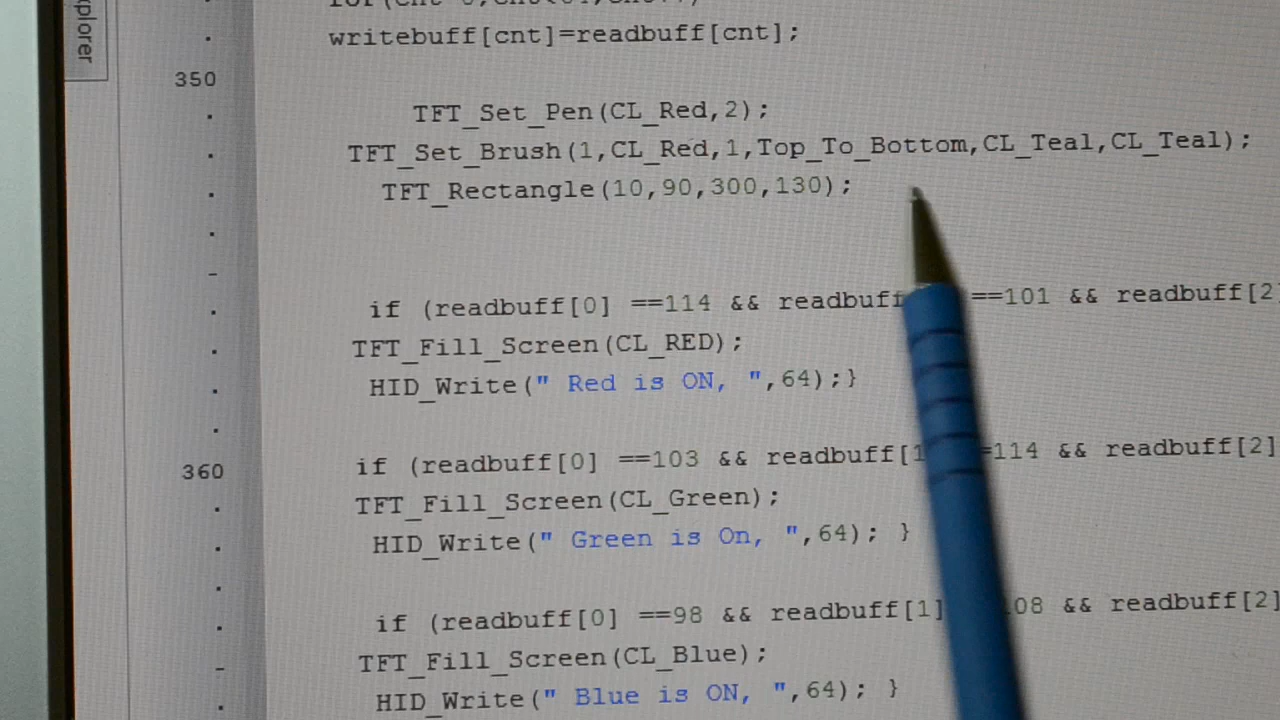 plorer
writebuff[cnt]=readbuff[cnt];
350
TFT_Set_Pen(CL_Red,2);
TFT_Set_Brush(1,CL_Red,1,Top_To_Bottom,CL_Teal,CL_Teal);
TFT_Rectangle(10,90,300,130);
if (readbuff[0] ==114 && readbuff ==101 && readbuff[2
TFT_Fill_Screen(CL_RED);
HID_Write(" Red is ON, ",64);}
360
if (readbuff[0] ==103 && readbuff[1 =114 && readbuff[2]
TFT_Fill_Screen(CL_Green);
HID_Write(" Green is On, ",64); }
if (readbuff[0] ==98 && readbuff[1] 08 && readbuff[2]
TFT_Fill_Screen(CL_Blue);
HID_Write(" Blue is ON, ",64); }